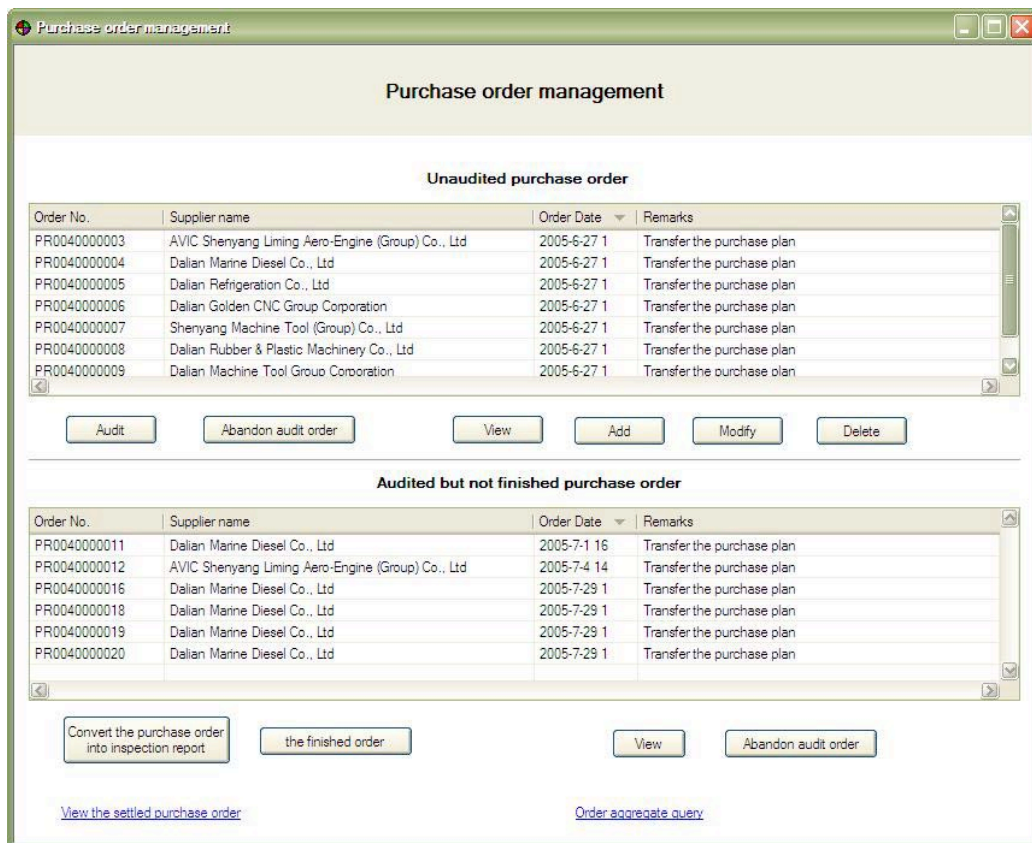 Purchase order management
Purchase order management
Unaudited purchase order
Order No. Supplier name Order Date Remarks
PR0040000003 AVIC Shenyang Liming Aero-Engine (Group) Co., Ltd 2005-6-27 1 Transfer the purchase plan
PR0040000004 Dalian Marine Diesel Co., Ltd 2005-6-27 1 Transfer the purchase plan
PR0040000005 Dalian Refrigeration Co., Ltd 2005-6-27 1 Transfer the purchase plan
PR0040000006 Dalian Golden CNC Group Corporation 2005-6-27 1 Transfer the purchase plan
PR0040000007 Shenyang Machine Tool (Group) Co., Ltd 2005-6-27 1 Transfer the purchase plan
PR0040000008 Dalian Rubber & Plastic Machinery Co., Ltd 2005-6-27 1 Transfer the purchase plan
PR0040000009 Dalian Machine Tool Group Corporation 2005-6-27 1 Transfer the purchase plan
Audit Abandon audit order View Add Modify Delete
Audited but not finished purchase order
Order No. Supplier name Order Date Remarks
PR0040000011 Dalian Marine Diesel Co., Ltd 2005-7-1 16 Transfer the purchase plan
PR0040000012 AVIC Shenyang Liming Aero-Engine (Group) Co., Ltd 2005-7-4 14 Transfer the purchase plan
PR0040000016 Dalian Marine Diesel Co., Ltd 2005-7-29 1 Transfer the purchase plan
PR0040000018 Dalian Marine Diesel Co., Ltd 2005-7-29 1 Transfer the purchase plan
PR0040000019 Dalian Marine Diesel Co., Ltd 2005-7-29 1 Transfer the purchase plan
PR0040000020 Dalian Marine Diesel Co., Ltd 2005-7-29 1 Transfer the purchase plan
Convert the purchase order
into inspection report
the finished order View Abandon audit order
View the settled purchase order Order aggregate query